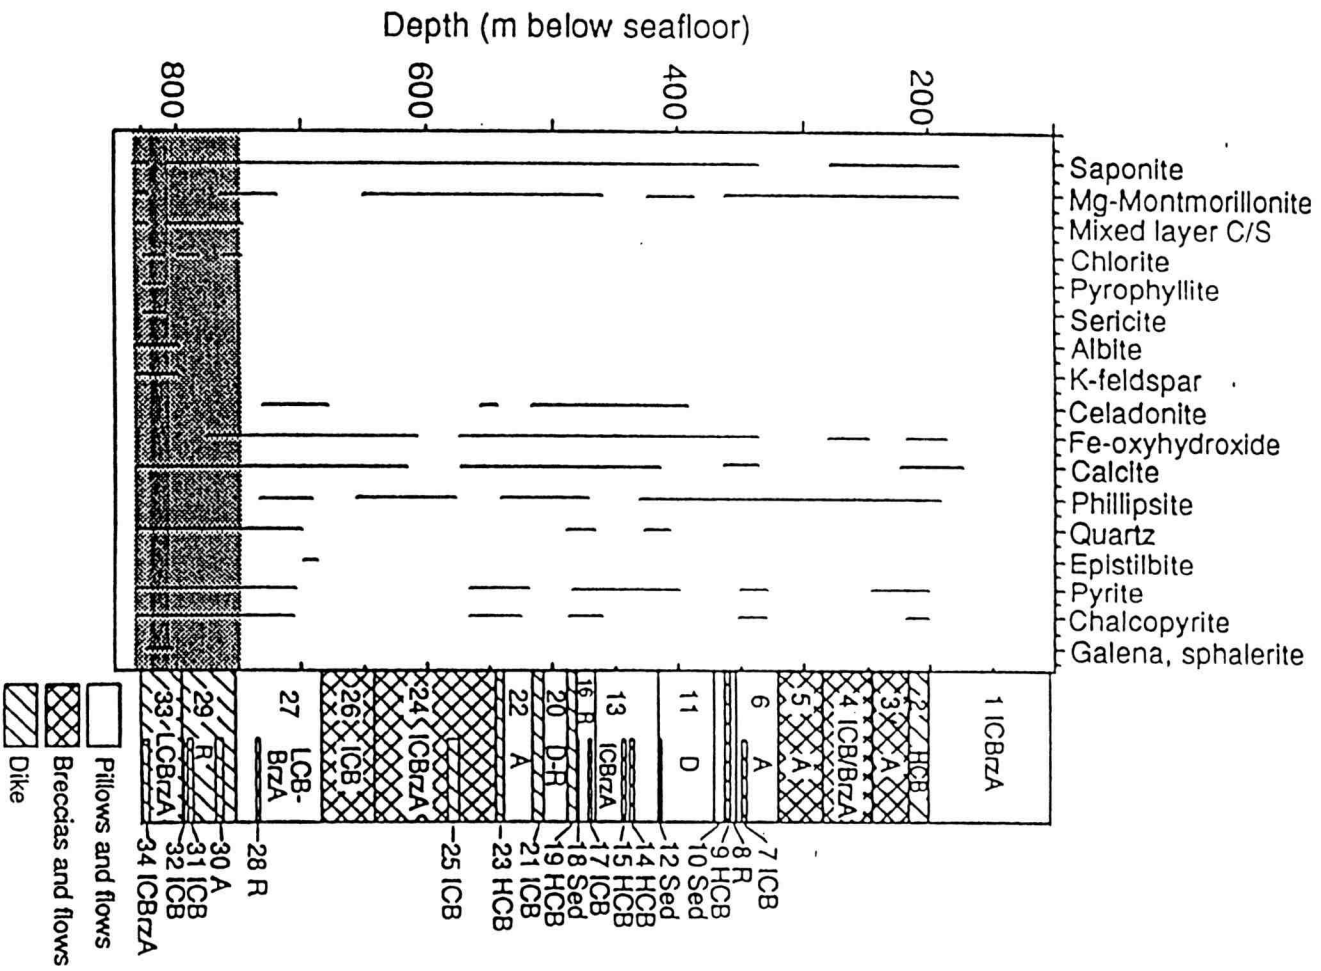 Depth (m below seafloor)
800
600
400
200
Saponite
Mg-Montmorillonite
Mixed layer C/S
Chlorite
Pyrophyllite
Sericite
Albite
K-feldspar
Celadonite
Fe-oxyhydroxide
Calcite
Phillipsite
Quartz
Epistilbite
Pyrite
Chalcopyrite
Galena, sphalerite
1 ICBrzA
2 HCB
3 A
4 ICB/BrzA
5 A
6 A
7 ICB
8 R
9 HCB
10 Sed
11 D
12 Sed
13 ICBrzA
14 HCB
15 HCB
16 R
17 ICB
18 Sed
19 HCB
20 D-R
21 ICB
22 A
23 HCB
24 ICBrzA
25 ICB
26 ICB
27 LCB-
BrzA
28 R
29 R
30 A
31 ICB
32 ICB
33 LCBrzA
34 ICBrzA
Pillows and flows
Breccias and flows
Dike